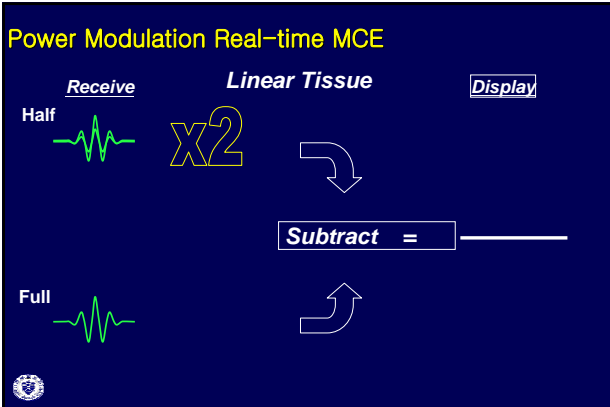 Power Modulation Real-time MCE
Receive
Linear Tissue
Display
Half
x2
Subtract =
Full